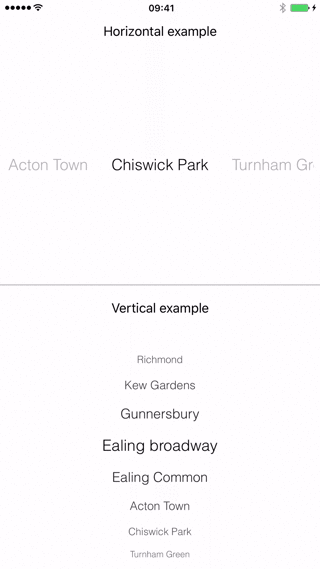 09:41
Horizontal example
Acton Town Chiswick Park Turnham Gr
Vertical example
Richmond
Kew Gardens
Gunnersbury
Ealing broadway
Ealing Common
Acton Town
Chiswick Park
Turnham Green